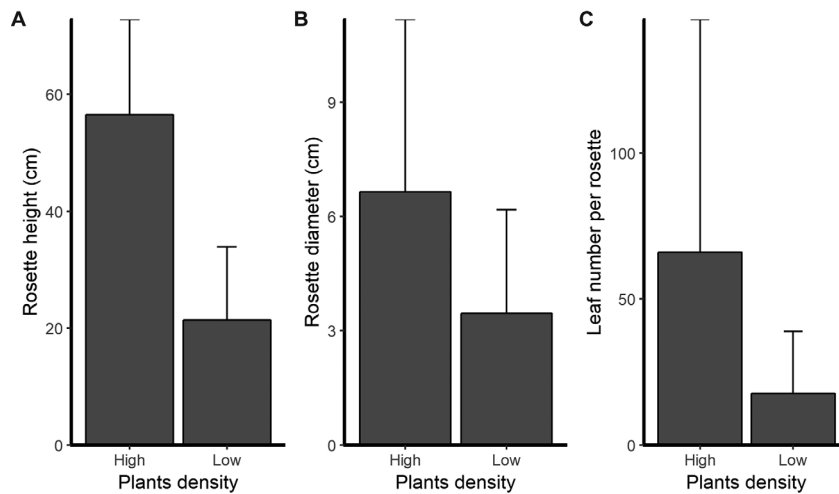 A
Rosette height (cm)
60
40
20
0
High Low
Plants density
B
Rosette diameter (cm)
9
6
3
0
High Low
Plants density
C
Leaf number per rosette
100
50
0
High Low
Plants density